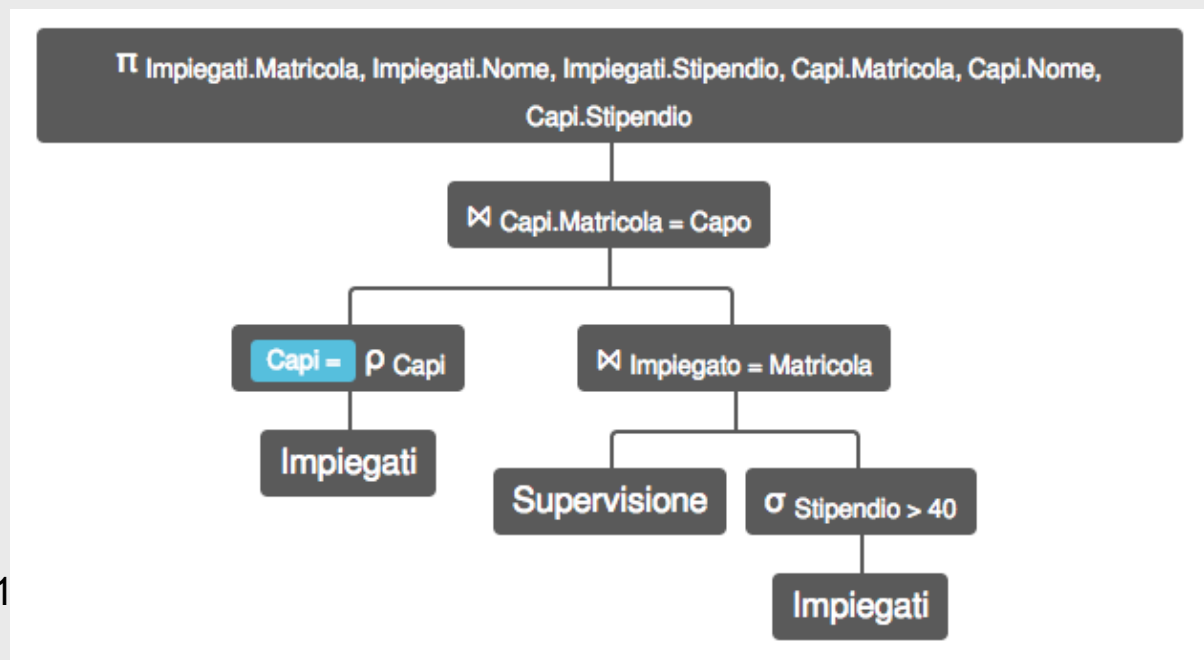 π Impiegati.Matricola, Impiegati.Nome, Impiegati.Stipendio, Capi.Matricola, Capi.Nome,
Capi.Stipendio
⋈ Capi.Matricola = Capo
Capi = ρ Capi
⋈ Impiegato = Matricola
Impiegati
Supervisione
σ Stipendio > 40
1
Impiegati